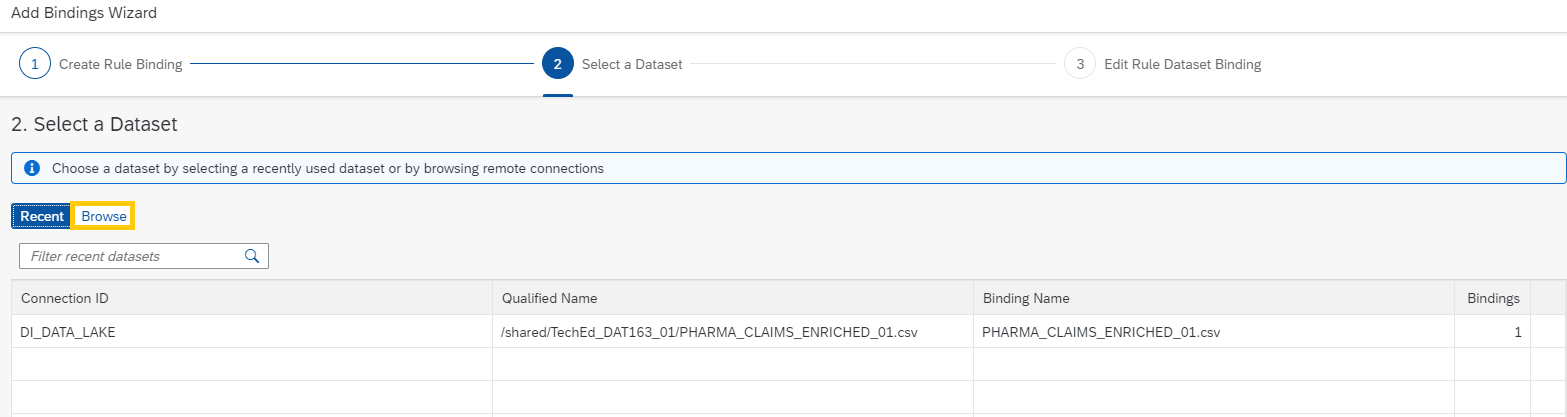 Add Bindings Wizard
1 Create Rule Binding 2 Select a Dataset 3 Edit Rule Dataset Binding
2. Select a Dataset
Choose a dataset by selecting a recently used dataset or by browsing remote connections
Recent Browse
Filter recent datasets
Connection ID Qualified Name Binding Name Bindings
DI_DATA_LAKE /shared/TechEd_DAT163_01/PHARMA_CLAIMS_ENRICHED_01.csv PHARMA_CLAIMS_ENRICHED_01.csv 1